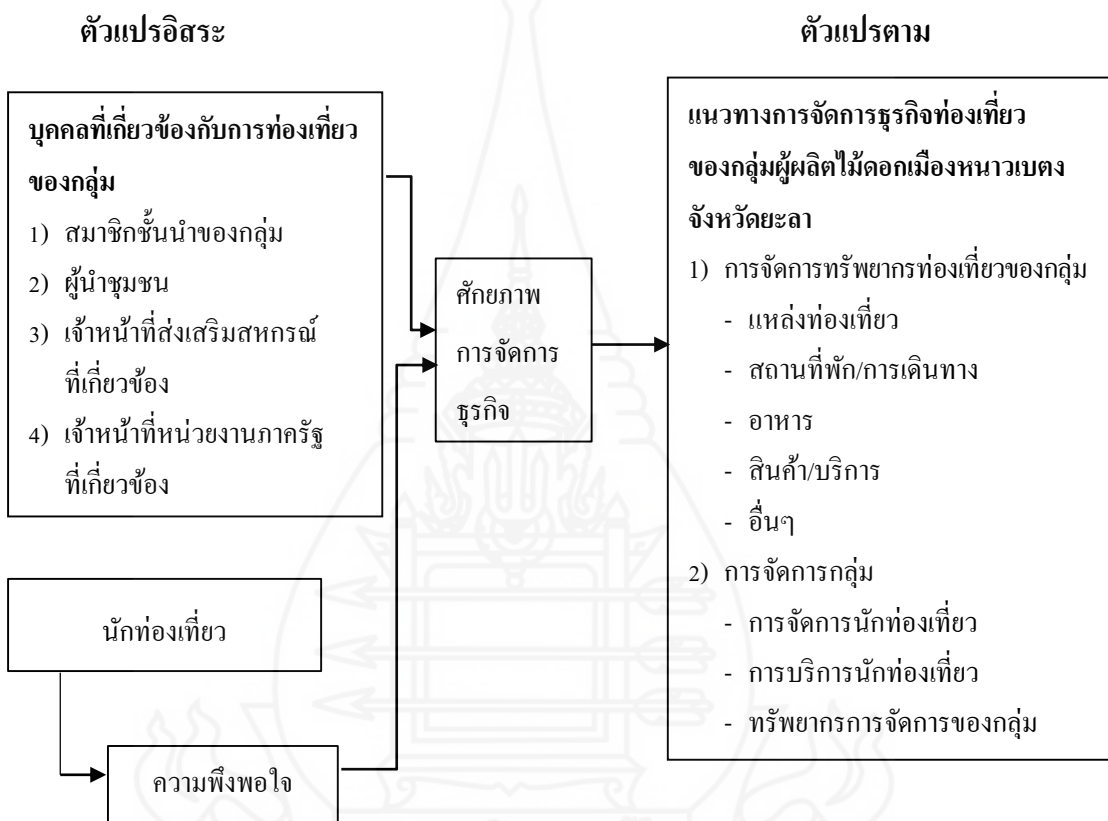 ตัวแปรอิสระ
ตัวแปรตาม
บุคคลที่เกี่ยวข้องกับการท่องเที่ยว
ของกลุ่ม
1) สมาชิกชั้นนำของกลุ่ม
2) ผู้นำชุมชน
3) เจ้าหน้าที่ส่งเสริมสหกรณ์
ที่เกี่ยวข้อง
4) เจ้าหน้าที่หน่วยงานภาครัฐ
ที่เกี่ยวข้อง
นักท่องเที่ยว
ความพึงพอใจ
ศักยภาพ
การจัดการ
ธุรกิจ
แนวทางการจัดการธุรกิจท่องเที่ยว
ของกลุ่มผู้ผลิตไม้ดอกเมืองหนาวเบตง
จังหวัดยะลา
1) การจัดการทรัพยากรท่องเที่ยวของกลุ่ม
- แหล่งท่องเที่ยว
- สถานที่พัก/การเดินทาง
- อาหาร
- สินค้า/บริการ
- อื่นๆ
2) การจัดการกลุ่ม
- การจัดการนักท่องเที่ยว
- การบริการนักท่องเที่ยว
- ทรัพยากรการจัดการของกลุ่ม